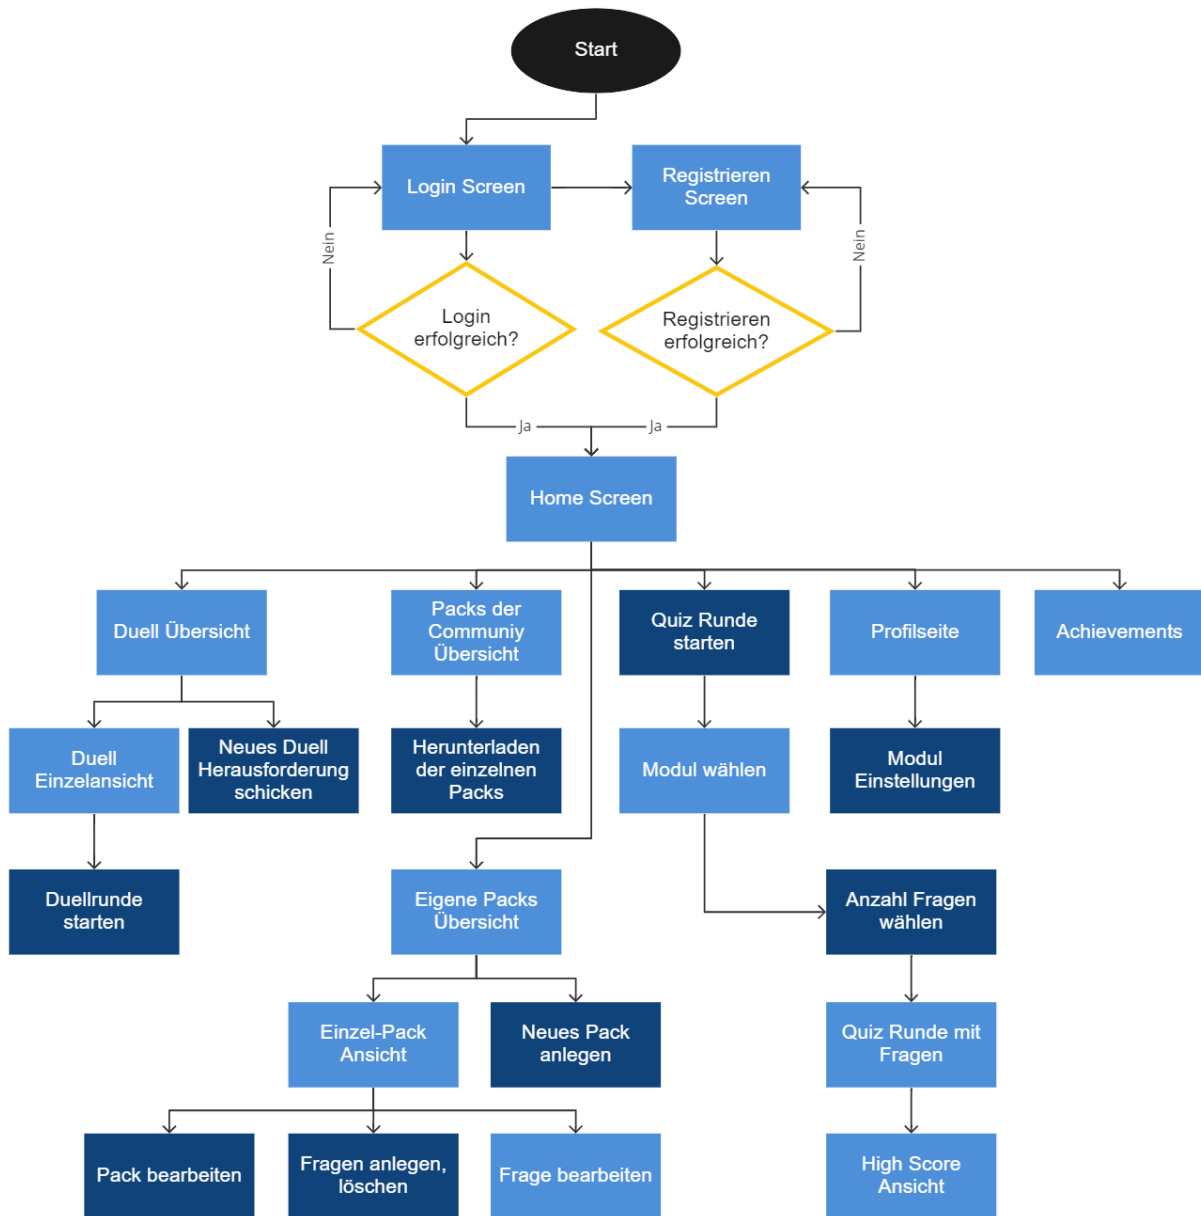 Start
Login Screen
Registrieren
Screen
Nein
Nein
Login
erfolgreich?
Registrieren
erfolgreich?
Ja
Ja
Home Screen
Duell Übersicht
Packs der
Communiy
Übersicht
Quiz Runde
starten
Profilseite
Achievements
Duell
Einzelansicht
Neues Duell
Herausforderung
schicken
Herunterladen
der einzelnen
Packs
Modul wählen
Modul
Einstellungen
Duellrunde
starten
Eigene Packs
Übersicht
Anzahl Fragen
wählen
Einzel-Pack
Ansicht
Neues Pack
anlegen
Quiz Runde mit
Fragen
Pack bearbeiten
Fragen anlegen,
löschen
Frage bearbeiten
High Score
Ansicht